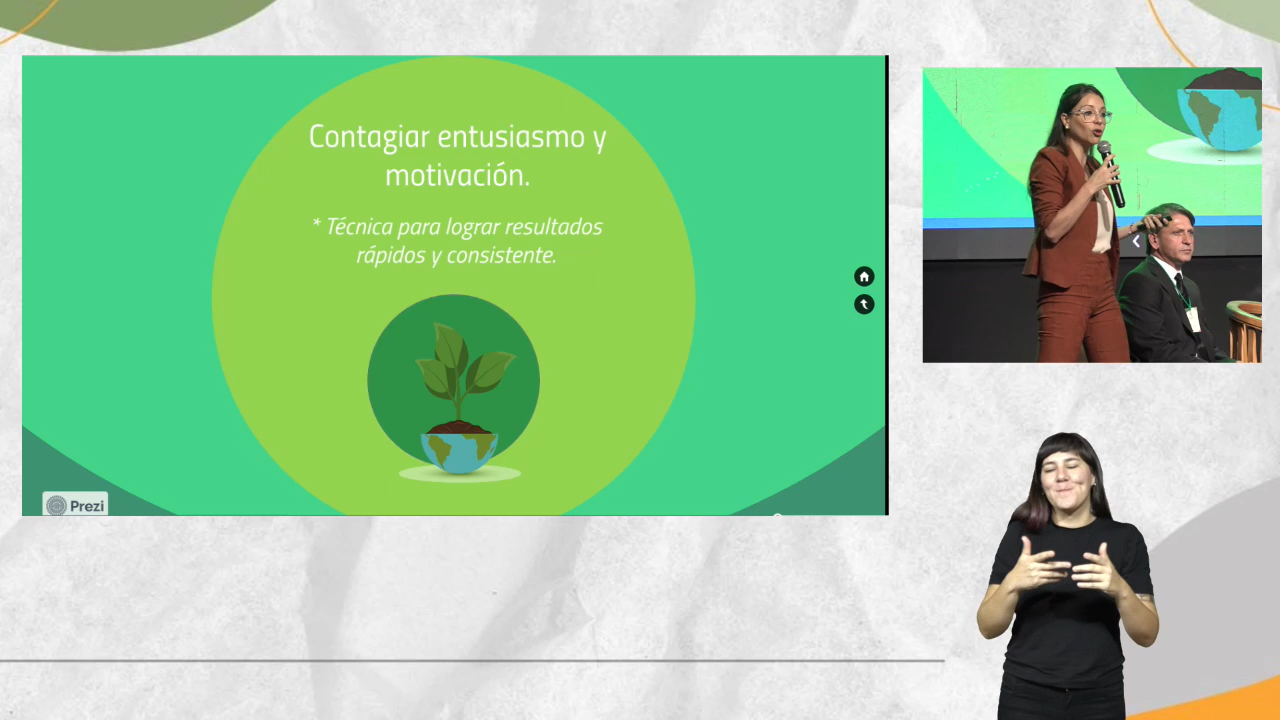 Contagiar entusiasmo y
motivación.
* Técnica para lograr resultados
rápidos y consistente.
Prezi